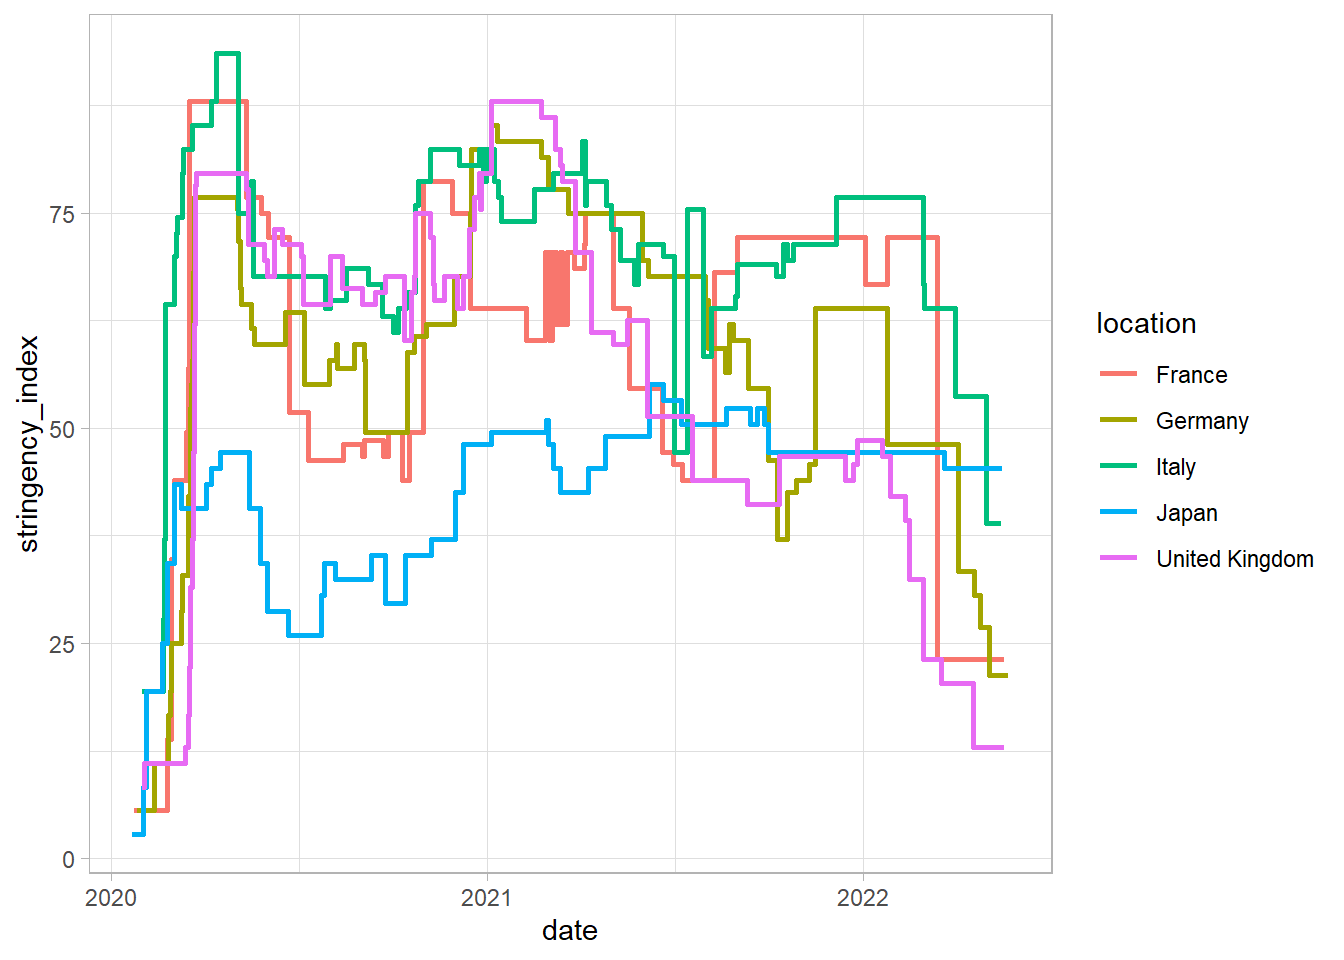 75
50
25
0
stringency_index
2020
2021
2022
date
location
France
Germany
Italy
Japan
United Kingdom